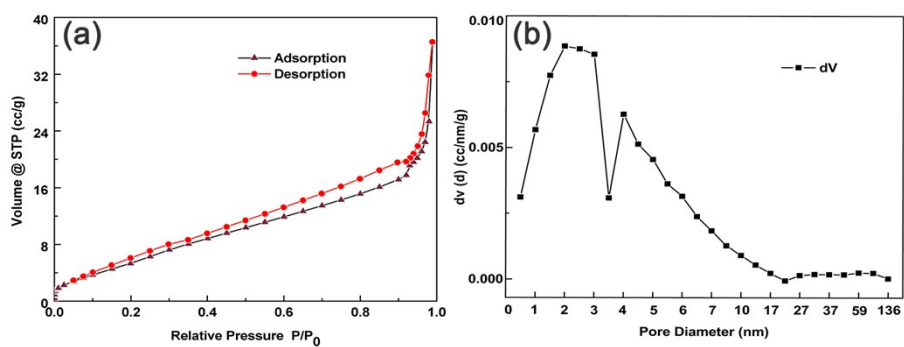 (a)
Adsorption
Desorption
Volume @ STP (cc/g)
40
32
24
16
8
0
0.0 0.2 0.4 0.6 0.8 1.0
Relative Pressure P/P0
(b)
dV
dv (d) (cc/nm/g)
0.010
0.005
0.000
0 1 2 3 4 5 6 7 10 17 27 37 59 136
Pore Diameter (nm)